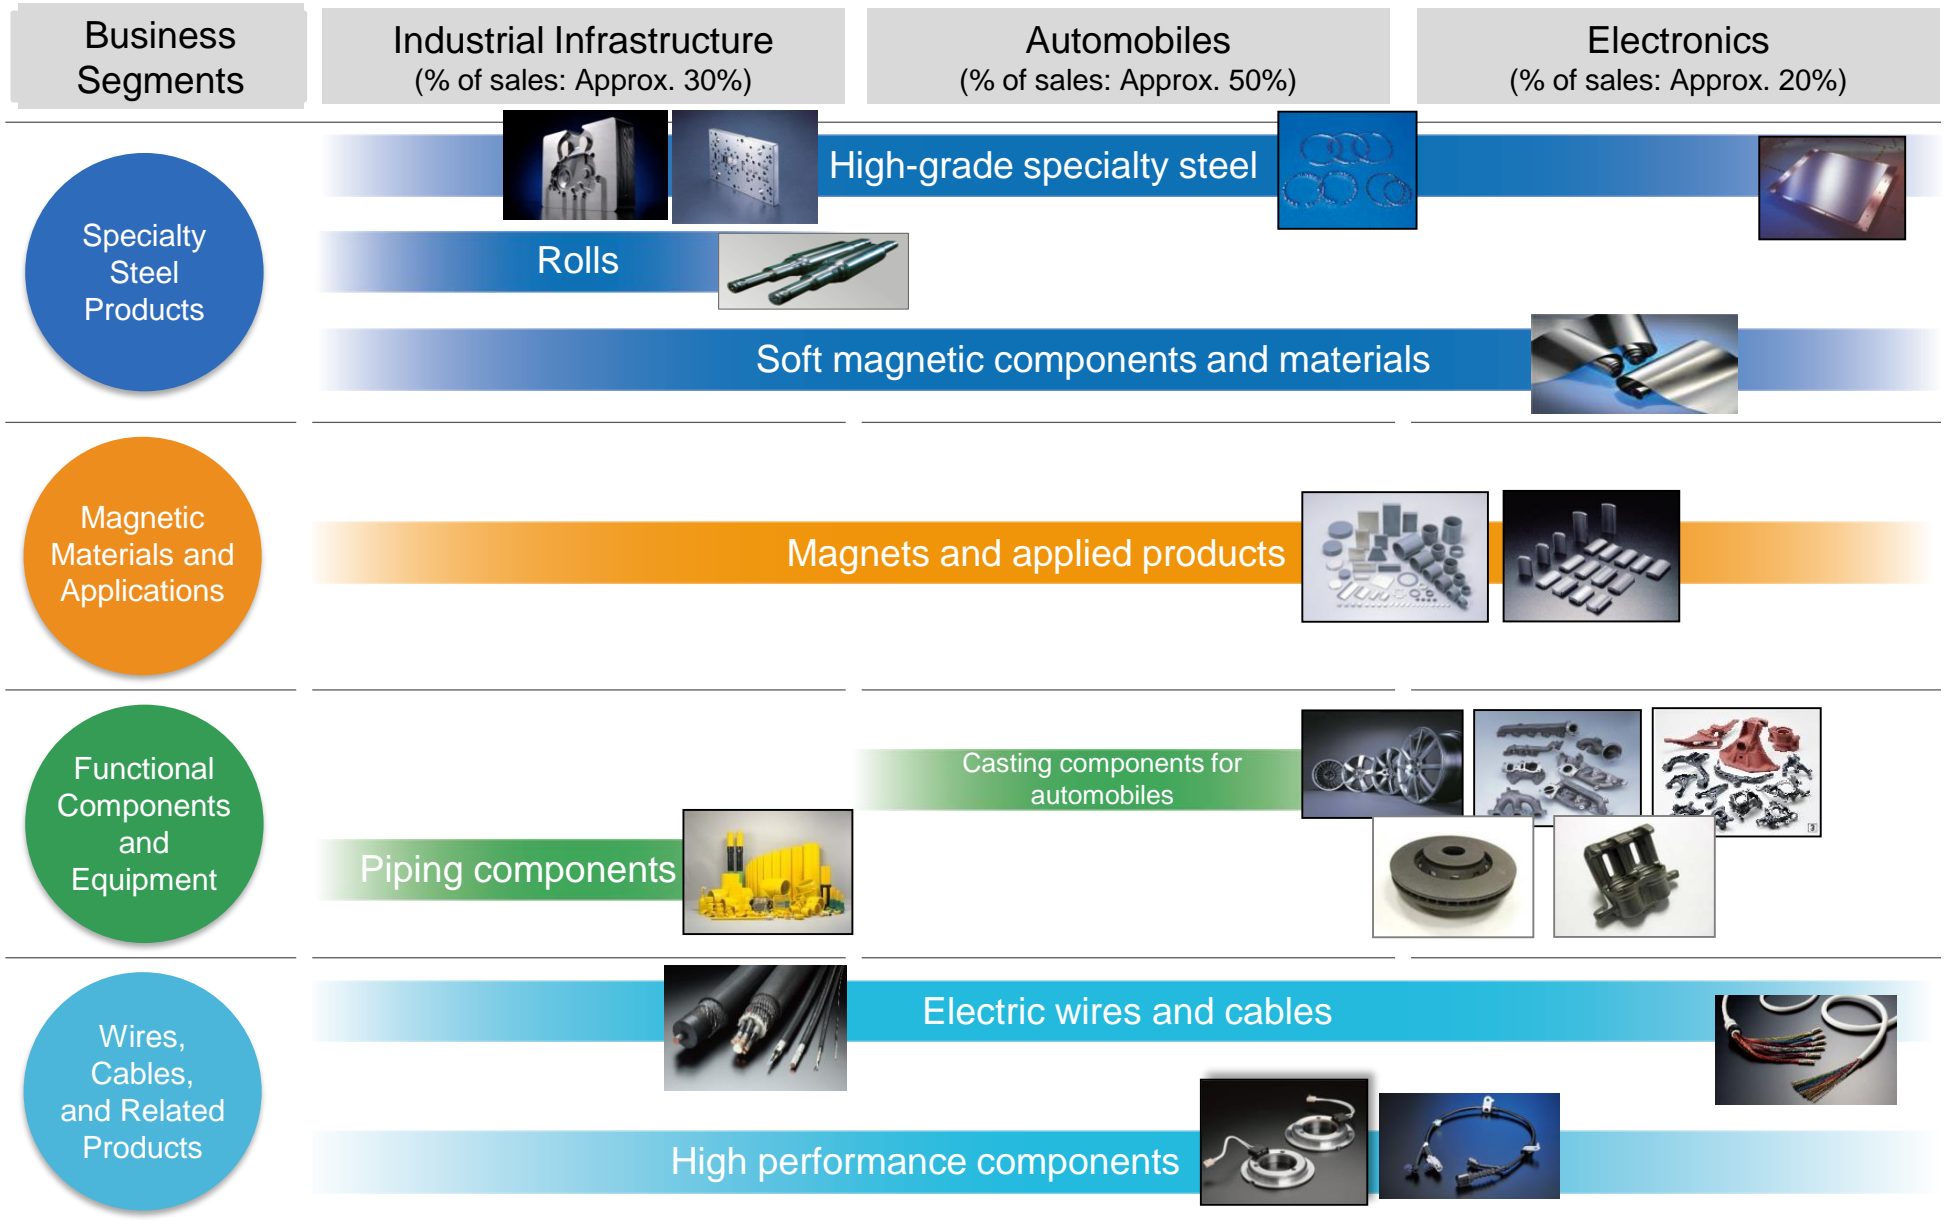 Business
Segments
Industrial Infrastructure
(% of sales: Approx. 30%)
Automobiles
(% of sales: Approx. 50%)
Electronics
(% of sales: Approx. 20%)
Specialty
Steel
Products
High-grade specialty steel
Rolls
Soft magnetic components and materials
Magnetic
Materials and
Applications
Magnets and applied products
Functional
Components
and
Equipment
Casting components for
automobiles
Piping components
Wires,
Cables,
and Related
Products
Electric wires and cables
High performance components